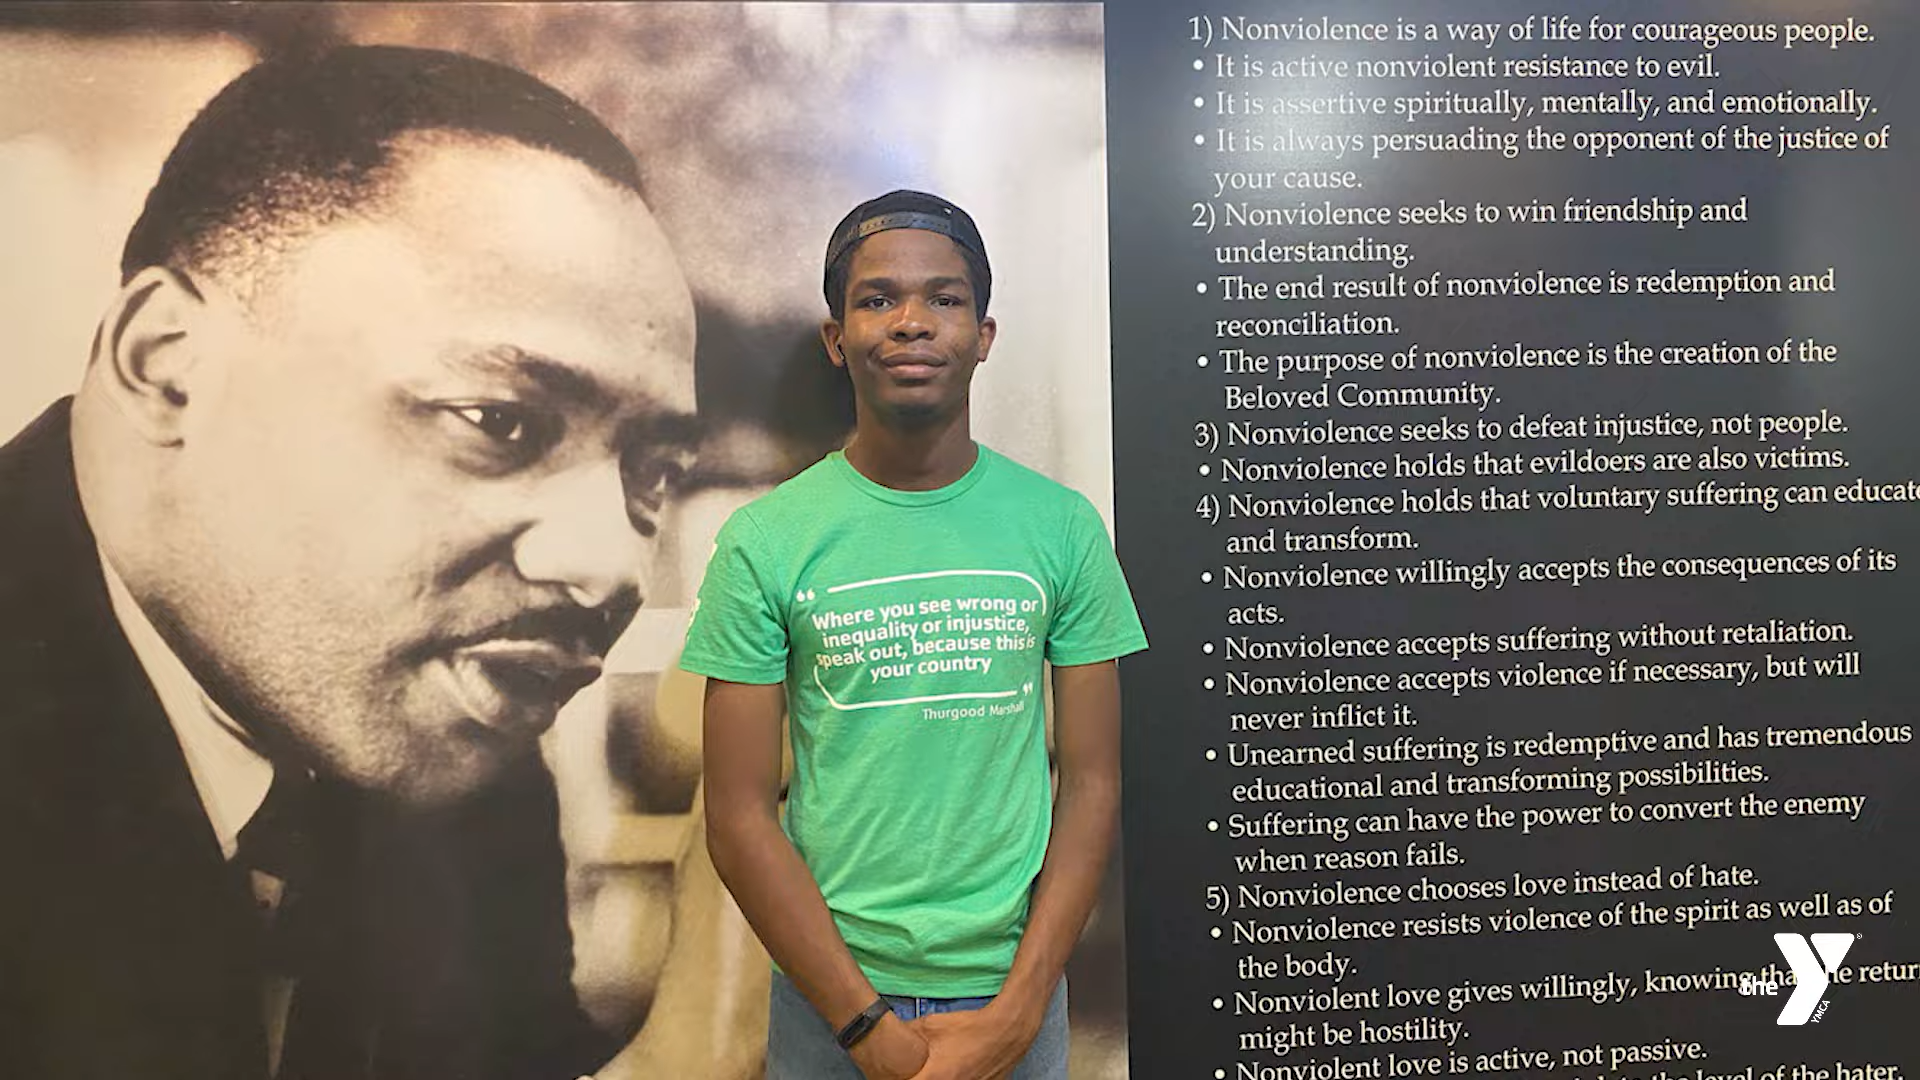 1) Nonviolence is a way of life for courageous people.
• It is active nonviolent resistance to evil.
• It is assertive spiritually, mentally, and emotionally.
• It is always persuading the opponent of the justice of
your cause.
2) Nonviolence seeks to win friendship and
understanding.
• The end result of nonviolence is redemption and
reconciliation.
• The purpose of nonviolence is the creation of the
Beloved Community.
3) Nonviolence seeks to defeat injustice, not people.
• Nonviolence holds that evildoers are also victims.
4) Nonviolence holds that voluntary suffering can educate
and transform.
• Nonviolence willingly accepts the consequences of its
acts.
• Nonviolence accepts suffering without retaliation.
• Nonviolence accepts violence if necessary, but will
never inflict it.
• Unearned suffering is redemptive and has tremendous
educational and transforming possibilities.
• Suffering can have the power to convert the enemy
when reason fails.
5) Nonviolence chooses love instead of hate.
• Nonviolence resists violence of the spirit as well as of
the body.
• Nonviolent love gives willingly, knowing that the return
might be hostility.
• Nonviolent love is active, not passive.
the level of the hater.
“Where you see wrong or
inequality or injustice,
speak out, because this is
your country”
Thurgood Marshall
the Y®
YMCA